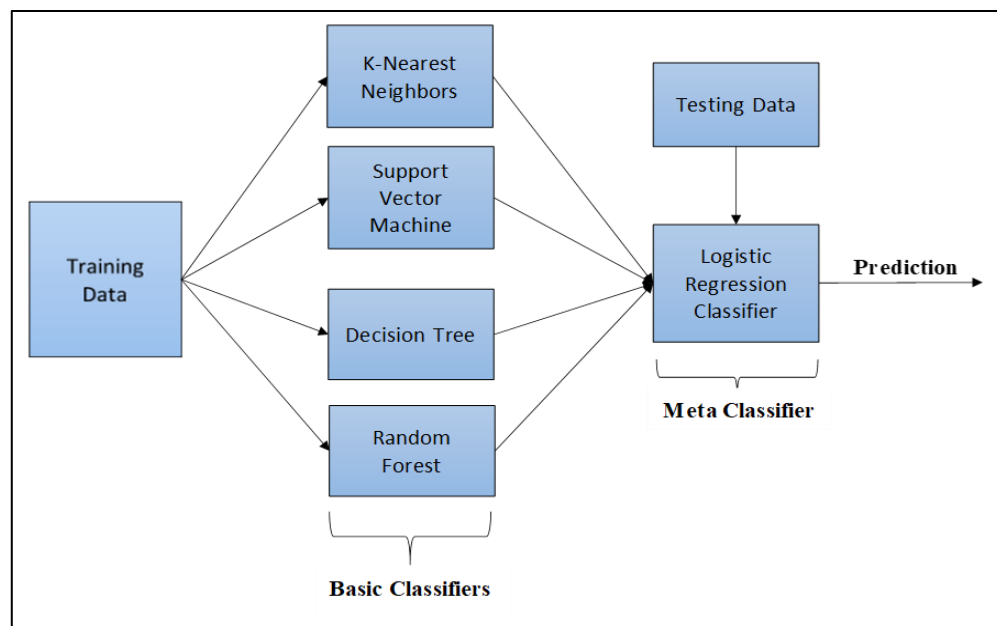 K-Nearest
Neighbors
Support
Vector
Machine
Decision Tree
Random
Forest
Basic Classifiers
Training
Data
Testing Data
Logistic
Regression
Classifier
Meta Classifier
Prediction